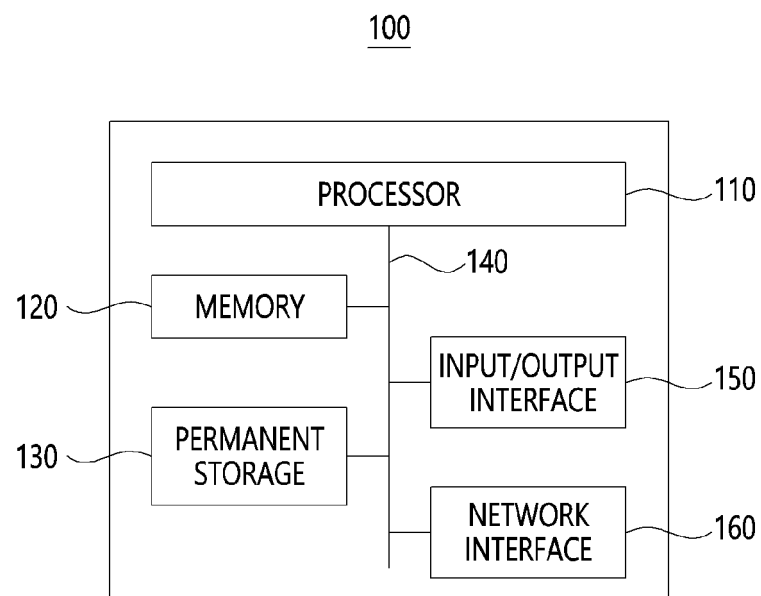 100
PROCESSOR
110
140
120
MEMORY
INPUT/OUTPUT
INTERFACE
150
130
PERMANENT
STORAGE
NETWORK
INTERFACE
160